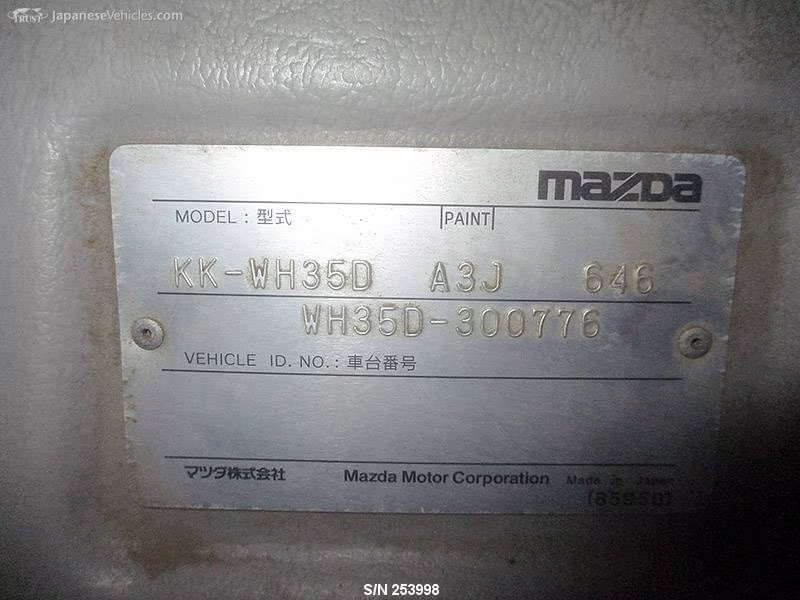 TRUST JapaneseVehicles.com
mazDa
MODEL : 型式 PAINT
KK-WH35D A3J 646
WH35D-300776
VEHICLE ID. NO. : 車台番号
マツダ株式会社 Mazda Motor Corporation Made in Japan
(8595D)
S/N 253998